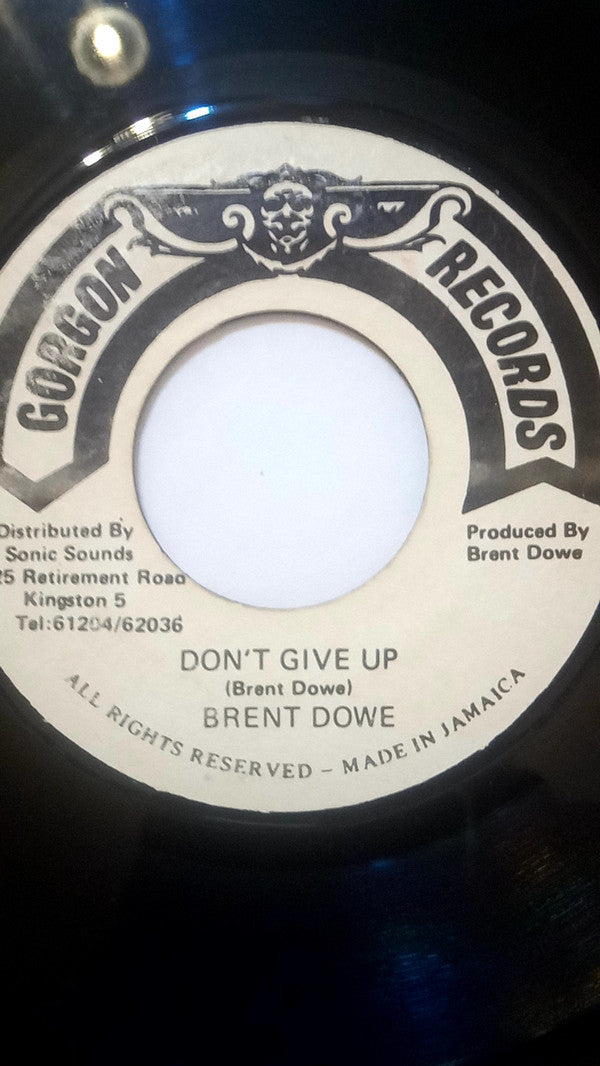 GORGON RECORDS
Distributed By
Sonic Sounds
25 Retirement Road
Kingston 5
Tel:61204/62036
Produced By
Brent Dowe
DON'T GIVE UP
(Brent Dowe)
BRENT DOWE
ALL RIGHTS RESERVED – MADE IN JAMAICA